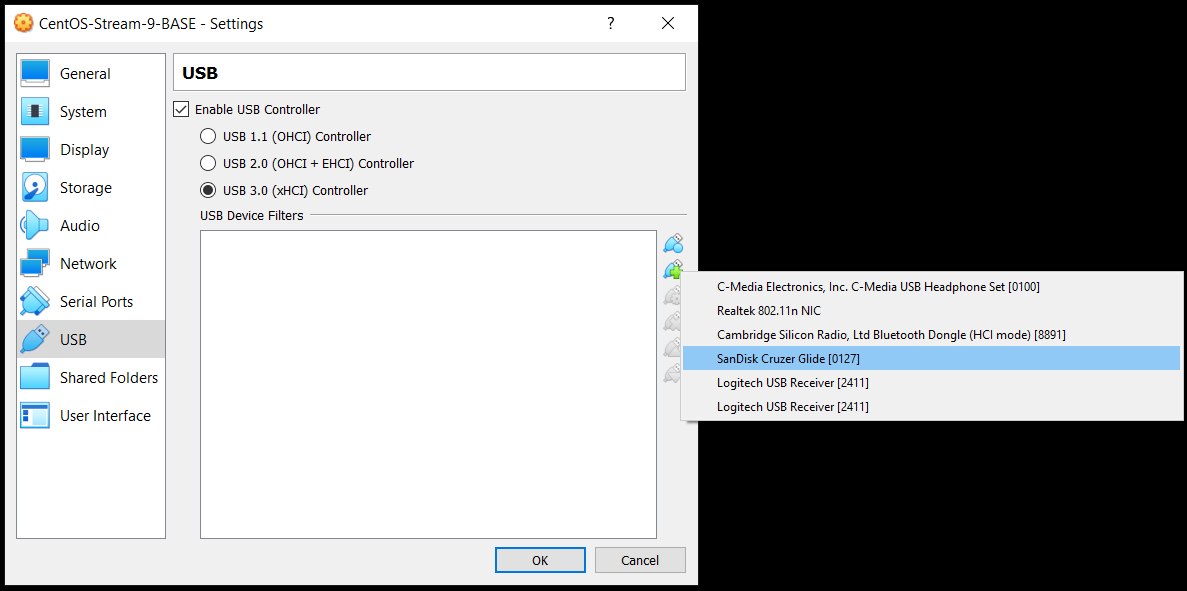 CentOS-Stream-9-BASE - Settings
?
General
System
Display
Storage
Audio
Network
Serial Ports
USB
Shared Folders
User Interface
USB
Enable USB Controller
USB 1.1 (OHCI) Controller
USB 2.0 (OHCI + EHCI) Controller
USB 3.0 (xHCI) Controller
USB Device Filters
C-Media Electronics, Inc. C-Media USB Headphone Set [0100]
Realtek 802.11n NIC
Cambridge Silicon Radio, Ltd Bluetooth Dongle (HCI mode) [8891]
SanDisk Cruzer Glide [0127]
Logitech USB Receiver [2411]
Logitech USB Receiver [2411]
OK
Cancel